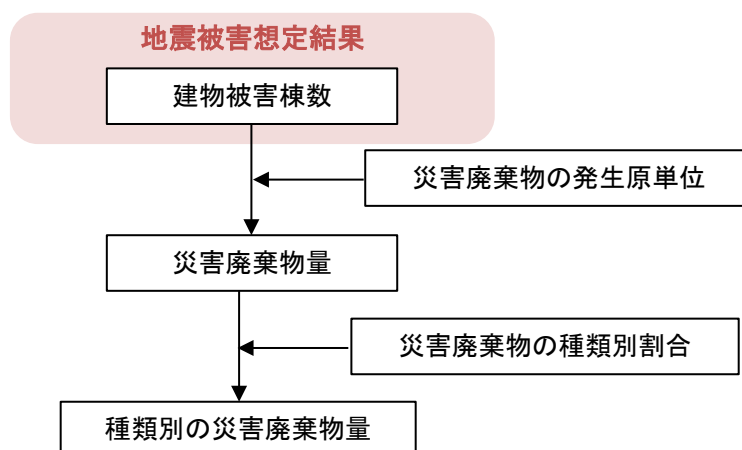 地震被害想定結果
建物被害棟数
災害廃棄物の発生原単位
災害廃棄物量
災害廃棄物の種類別割合
種類別の災害廃棄物量